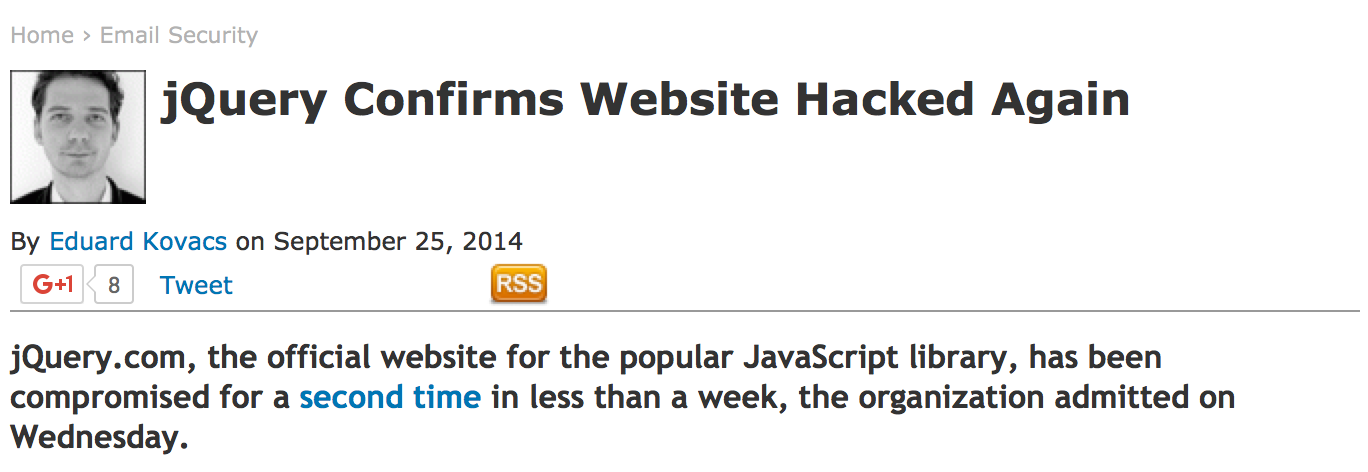 Home › Email Security
jQuery Confirms Website Hacked Again
By Eduard Kovacs on September 25, 2014
G+1 8 Tweet RSS
jQuery.com, the official website for the popular JavaScript library, has been
compromised for a second time in less than a week, the organization admitted on
Wednesday.